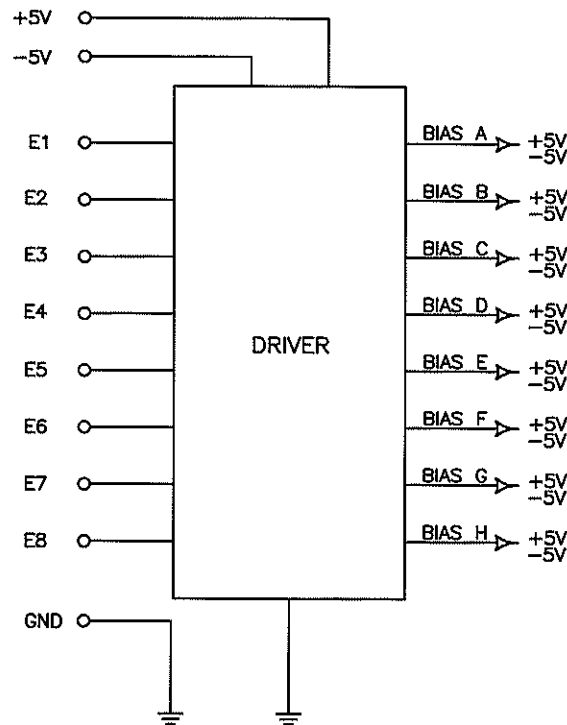 +5V
-5V
E1
E2
E3
E4
E5
E6
E7
E8
GND
DRIVER
BIAS A +5V
-5V
BIAS B +5V
-5V
BIAS C +5V
-5V
BIAS D +5V
-5V
BIAS E +5V
-5V
BIAS F +5V
-5V
BIAS G +5V
-5V
BIAS H +5V
-5V